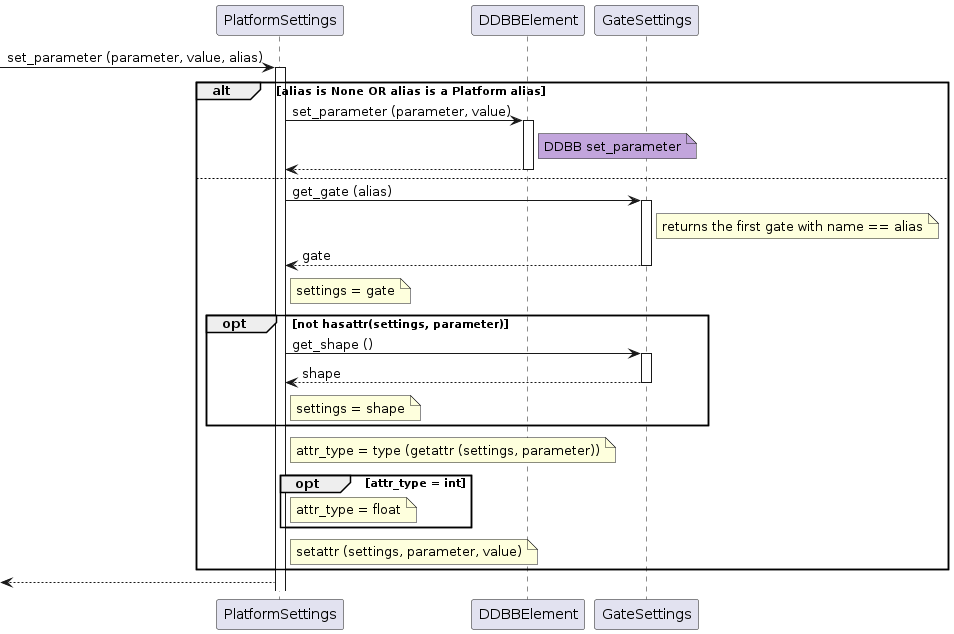 PlatformSettings DDBBElement GateSettings
set_parameter (parameter, value, alias)
alt [alias is None OR alias is a Platform alias]
set_parameter (parameter, value)
DDBB set_parameter
get_gate (alias)
returns the first gate with name == alias
gate
settings = gate
opt [not hasattr(settings, parameter)]
get_shape ()
shape
settings = shape
attr_type = type (getattr (settings, parameter))
opt [attr_type = int]
attr_type = float
setattr (settings, parameter, value)
PlatformSettings DDBBElement GateSettings